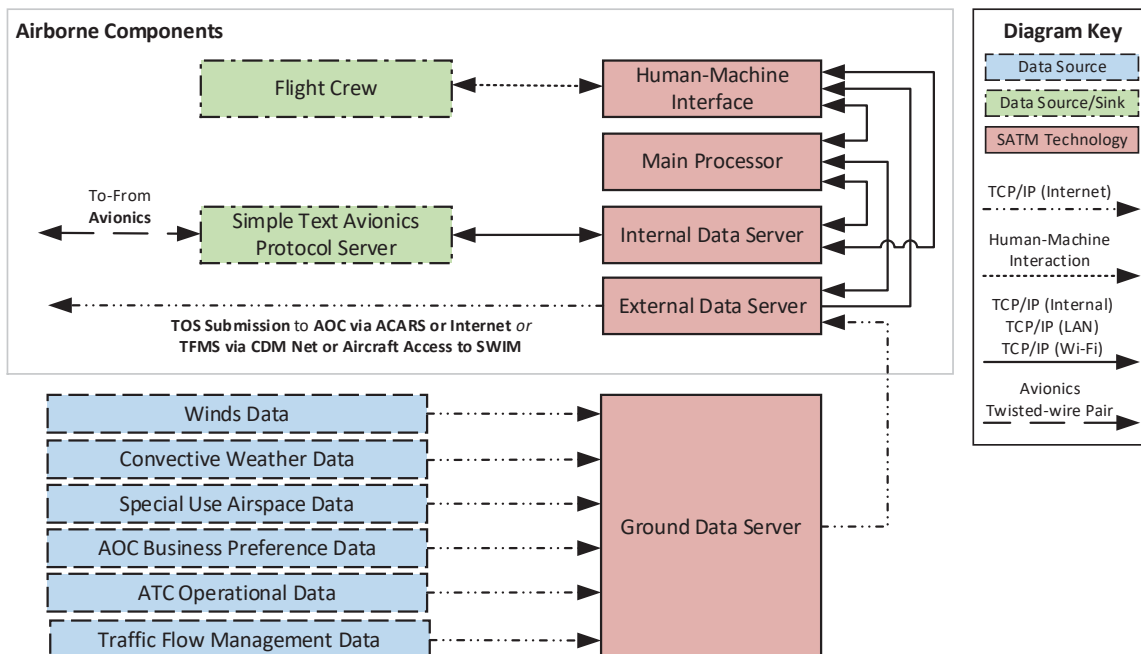 Airborne Components
Flight Crew
Human-Machine
Interface
Main Processor
To-From
Avionics
Simple Text Avionics
Protocol Server
Internal Data Server
External Data Server
TOS Submission to AOC via ACARS or Internet or
TFMS via CDM Net or Aircraft Access to SWIM
Winds Data
Convective Weather Data
Special Use Airspace Data
AOC Business Preference Data
ATC Operational Data
Traffic Flow Management Data
Ground Data Server
Diagram Key
Data Source
Data Source/Sink
SATM Technology
TCP/IP (Internet)
Human-Machine
Interaction
TCP/IP (Internal)
TCP/IP (LAN)
TCP/IP (Wi-Fi)
Avionics
Twisted-wire Pair